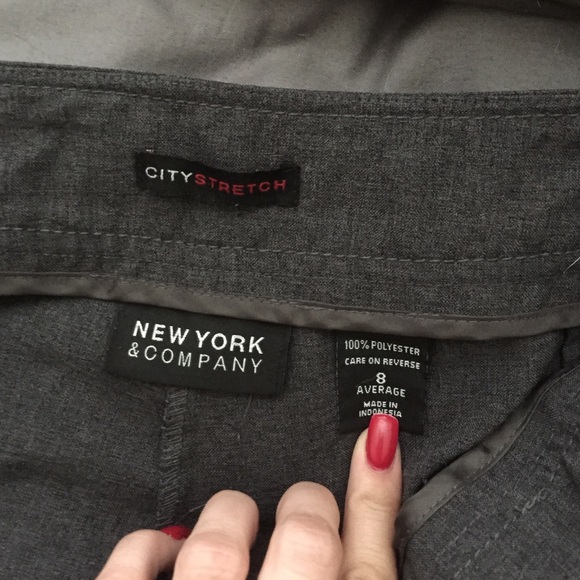 CITYSTRETCH
NEW YORK
& COMPANY
100% POLYESTER
CARE ON REVERSE
8
AVERAGE
MADE IN
INDONESIA